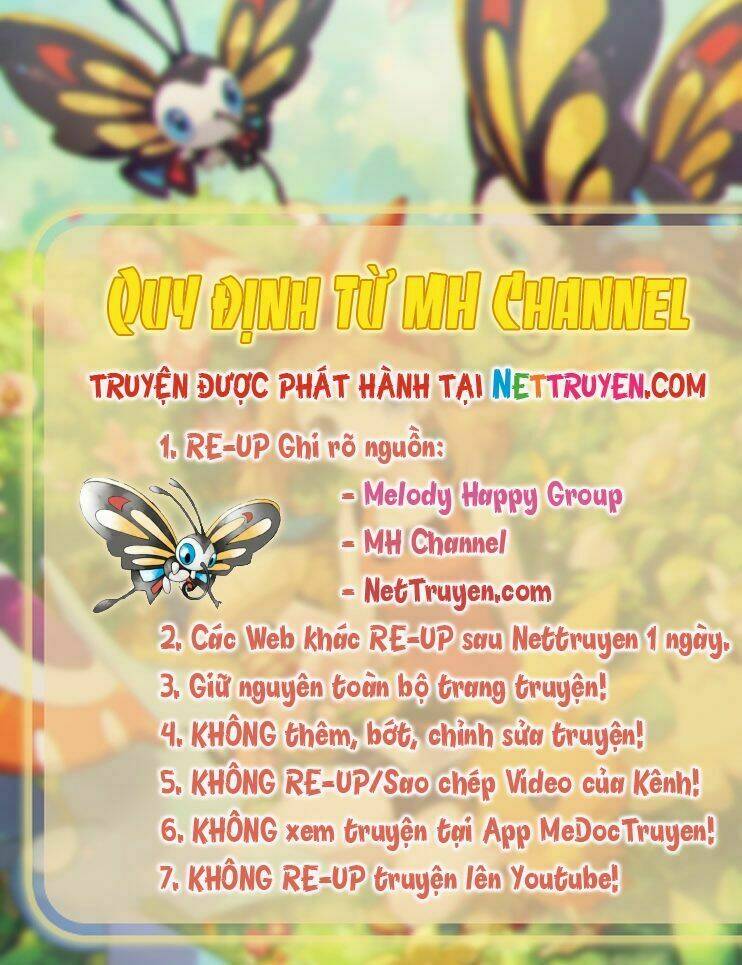 QUY ĐỊNH TỪ MH CHANNEL
TRUYỆN ĐƯỢC PHÁT HÀNH TẠI NETTRUYEN.COM
1. RE-UP Ghi rõ nguồn:
- Melody Happy Group
- MH Channel
- NetTruyen.com
2. Các Web khác RE-UP sau Nettruyen 1 ngày.
3. Giữ nguyên toàn bộ trang truyện!
4. KHÔNG thêm, bớt, chỉnh sửa truyện!
5. KHÔNG RE-UP/Sao chép Video của Kênh!
6. KHÔNG xem truyện tại App MeDocTruyen!
7. KHÔNG RE-UP truyện lên Youtube!